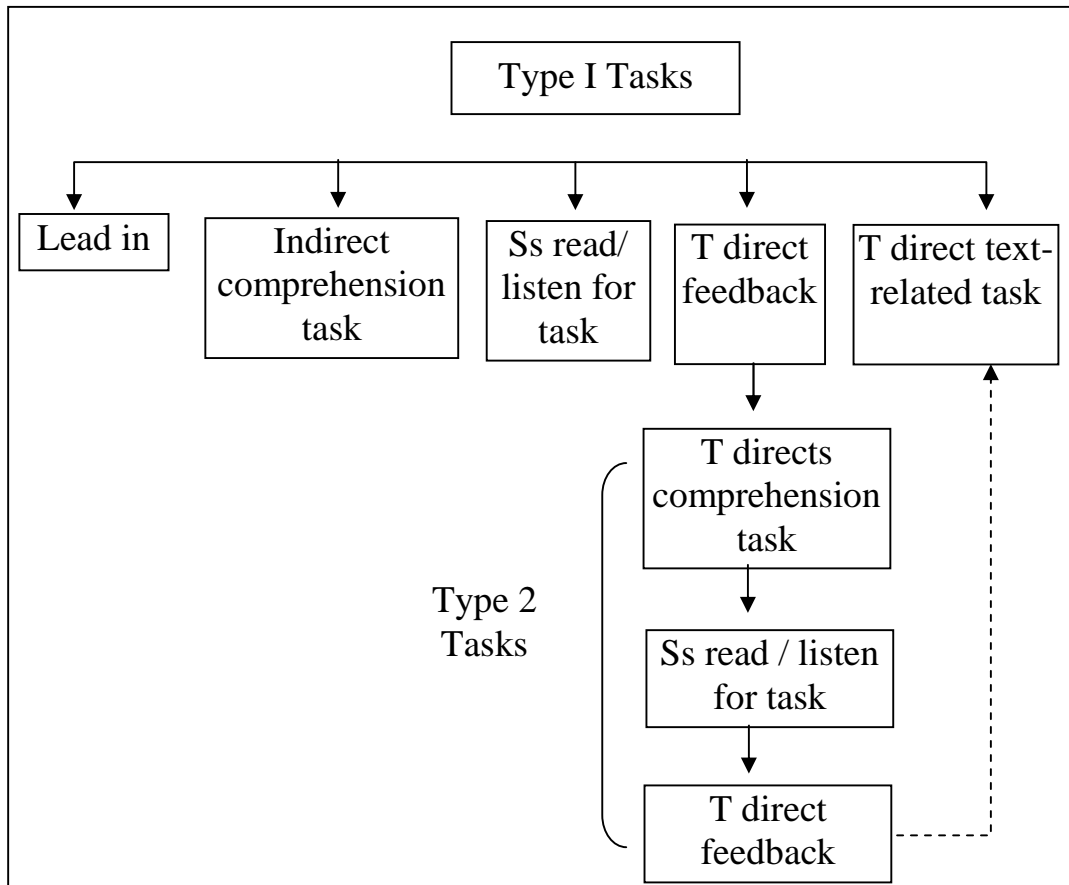 Type I Tasks
Lead in
Indirect
comprehension
task
Ss read/
listen for
task
T direct
feedback
T direct text-
related task
T directs
comprehension
task
Type 2
Tasks
Ss read / listen
for task
T direct
feedback